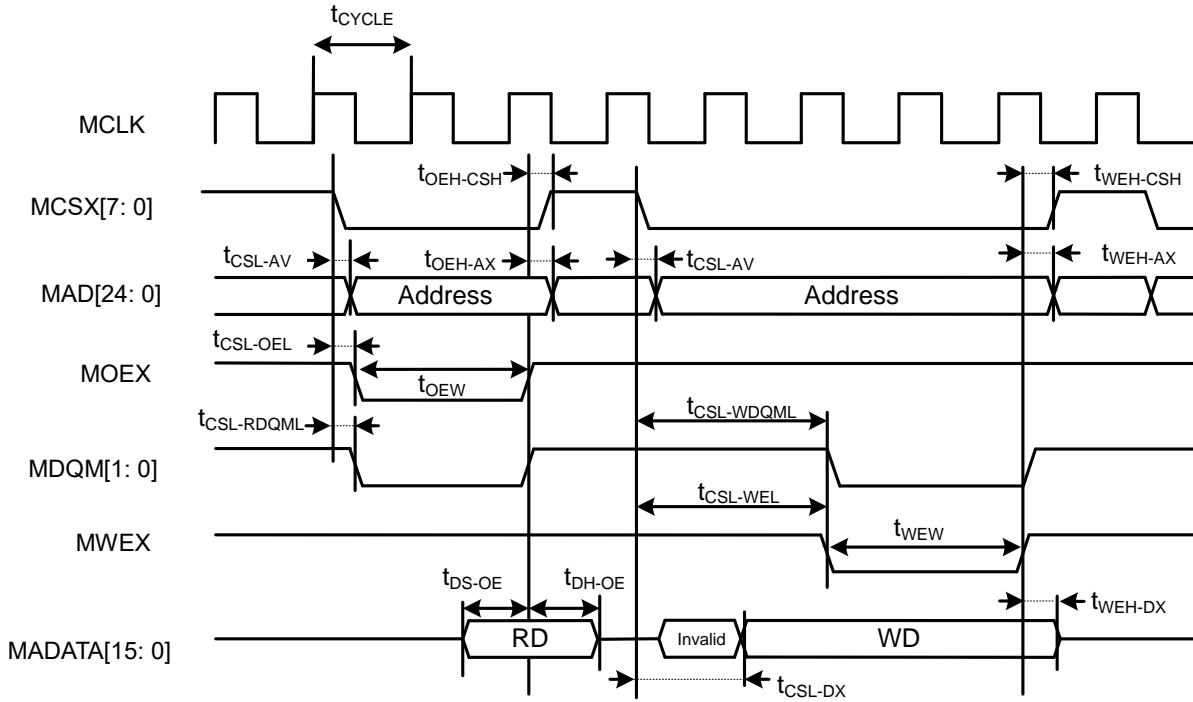 tCYCLE
MCLK
tOEH-CSH
tWEH-CSH
MCSX[7: 0]
tCSL-AV
tOEH-AX
tCSL-AV
tWEH-AX
MAD[24: 0]
Address
Address
tCSL-OEL
MOEX
tOEW
tCSL-RDQML
tCSL-WDQML
MDQM[1: 0]
tCSL-WEL
MWEX
tWEW
tDS-OE
tDH-OE
tWEH-DX
MADATA[15: 0]
RD
Invalid
WD
tCSL-DX